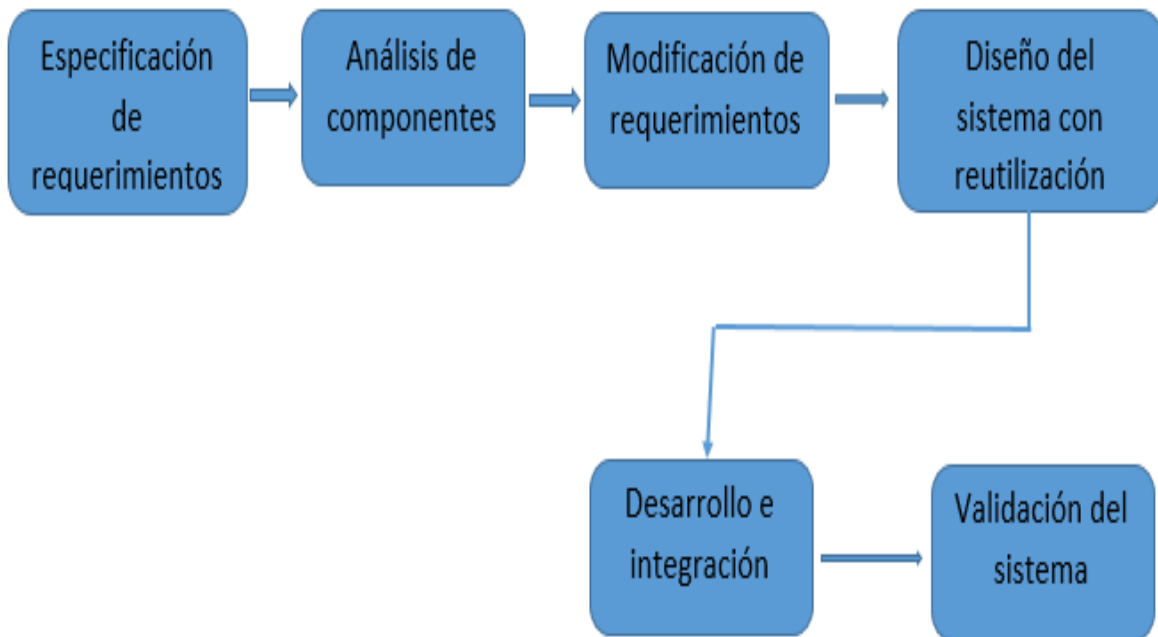 Especificación
de
requerimientos
Análisis de
componentes
Modificación de
requerimientos
Diseño del
sistema con
reutilización
Desarrollo e
integración
Validación del
sistema